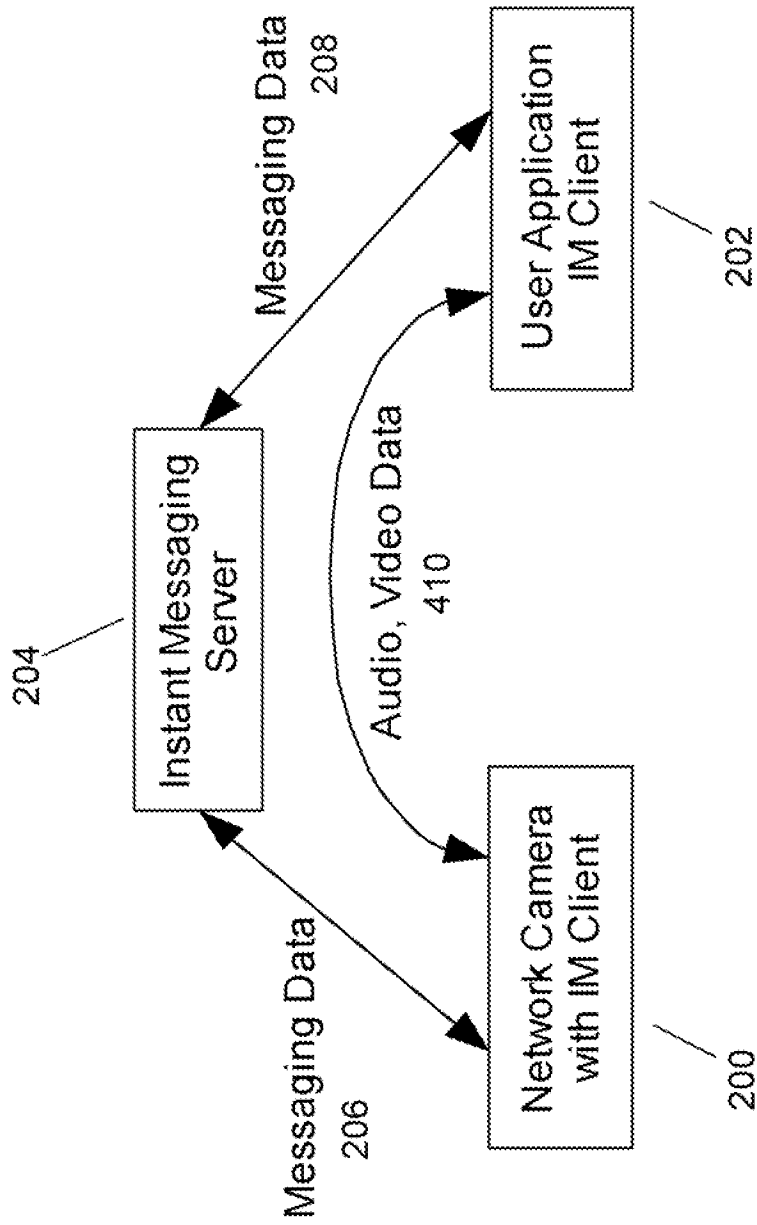 204
Instant Messaging
Server
Messaging Data
206
Messaging Data
208
Audio, Video Data
410
Network Camera
with IM Client
200
User Application
IM Client
202